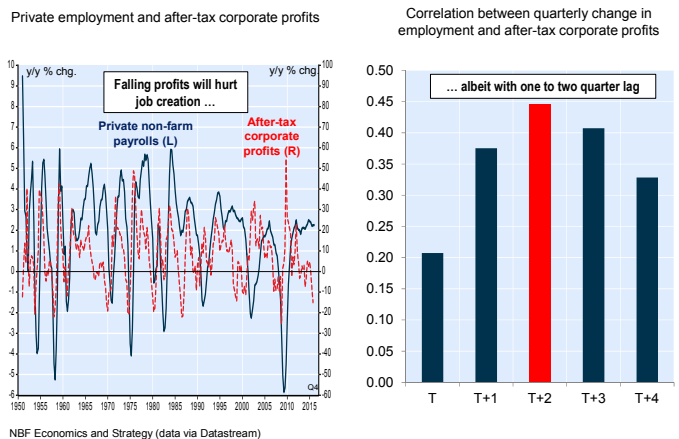 Private employment and after-tax corporate profits
y/y % chg.
y/y % chg.
Falling profits will hurt
job creation …
Private non-farm
payrolls (L)
After-tax
corporate
profits (R)
10
9
8
7
6
5
4
3
2
1
0
-1
-2
-3
-4
-5
-6
100
90
80
70
60
50
40
30
20
10
0
-10
-20
-30
-40
-50
-60
Q4
1950 1955 1960 1965 1970 1975 1980 1985 1990 1995 2000 2005 2010 2015
NBF Economics and Strategy (data via Datastream)
Correlation between quarterly change in
employment and after-tax corporate profits
… albeit with one to two quarter lag
0.50
0.45
0.40
0.35
0.30
0.25
0.20
0.15
0.10
0.05
0.00
T T+1 T+2 T+3 T+4